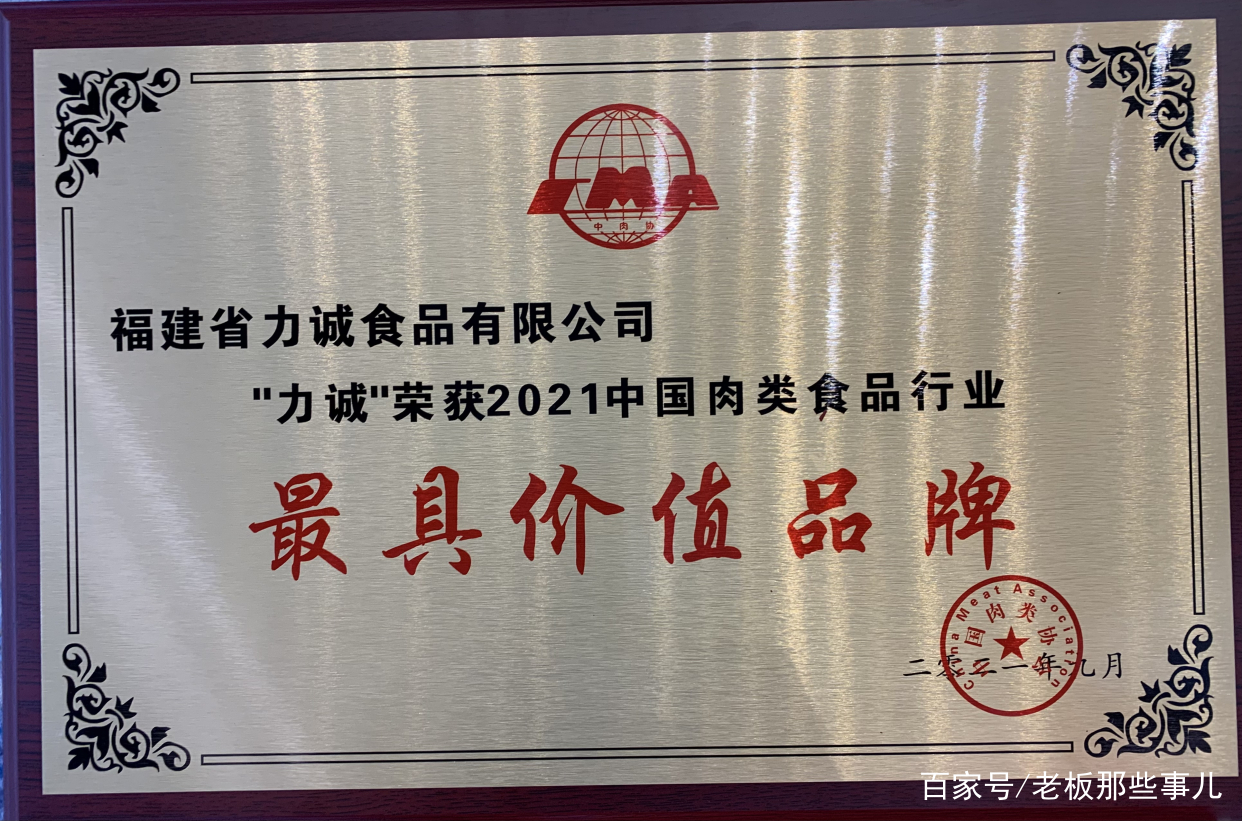 CMA
中肉协
福建省力诚食品有限公司
"力诚"荣获2021中国肉类食品行业
最具价值品牌
China Meat Association
中国肉类协会
二零二一年九月
百家号/老板那些事儿